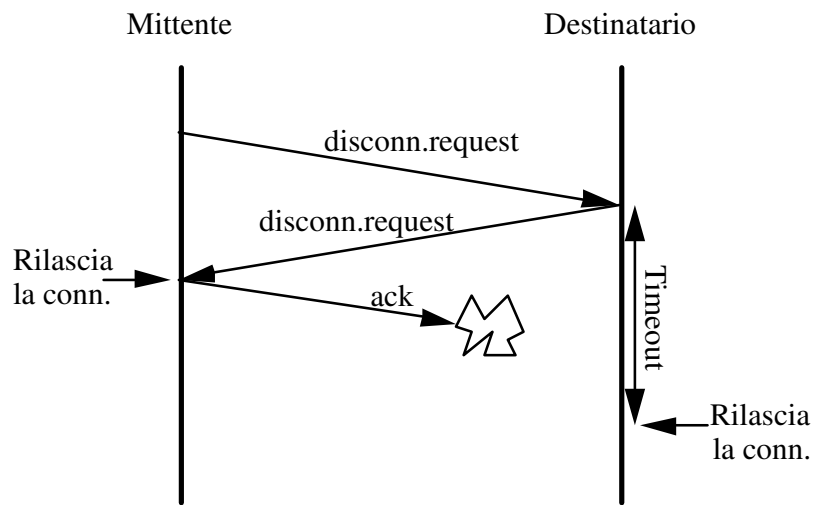 Mittente
Destinatario
disconn.request
disconn.request
Rilascia
la conn.
ack
Timeout
Rilascia
la conn.